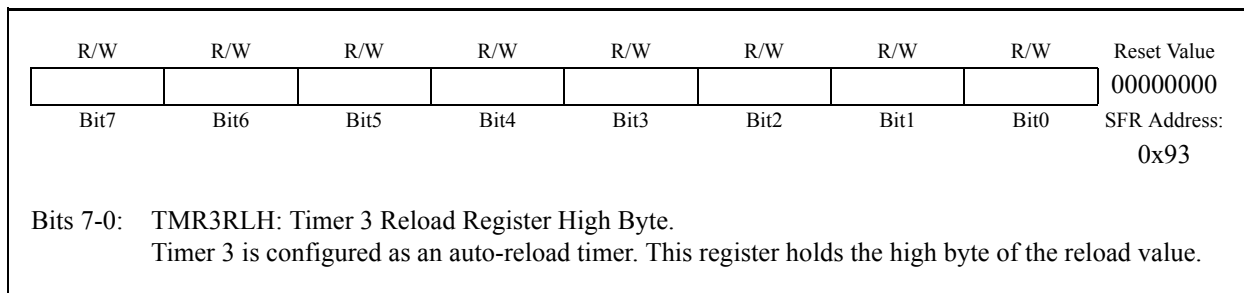 R/W R/W R/W R/W R/W R/W R/W R/W Reset Value
00000000
Bit7 Bit6 Bit5 Bit4 Bit3 Bit2 Bit1 Bit0 SFR Address:
0x93
Bits 7-0: TMR3RLH: Timer 3 Reload Register High Byte.
Timer 3 is configured as an auto-reload timer. This register holds the high byte of the reload value.